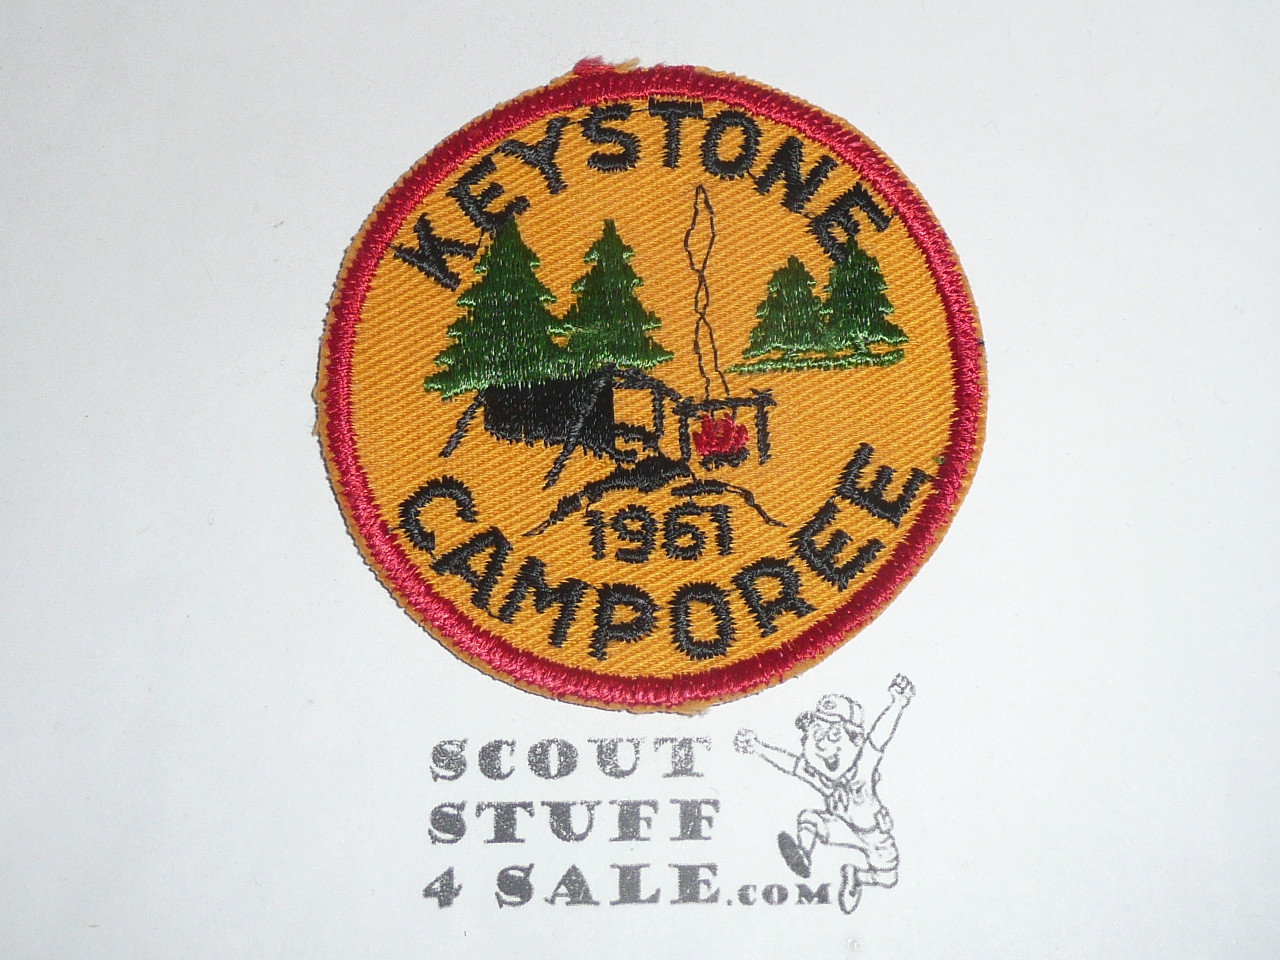 KEYSTONE
1961
CAMPOREE
SCOUT
STUFF
4 SALE.COM